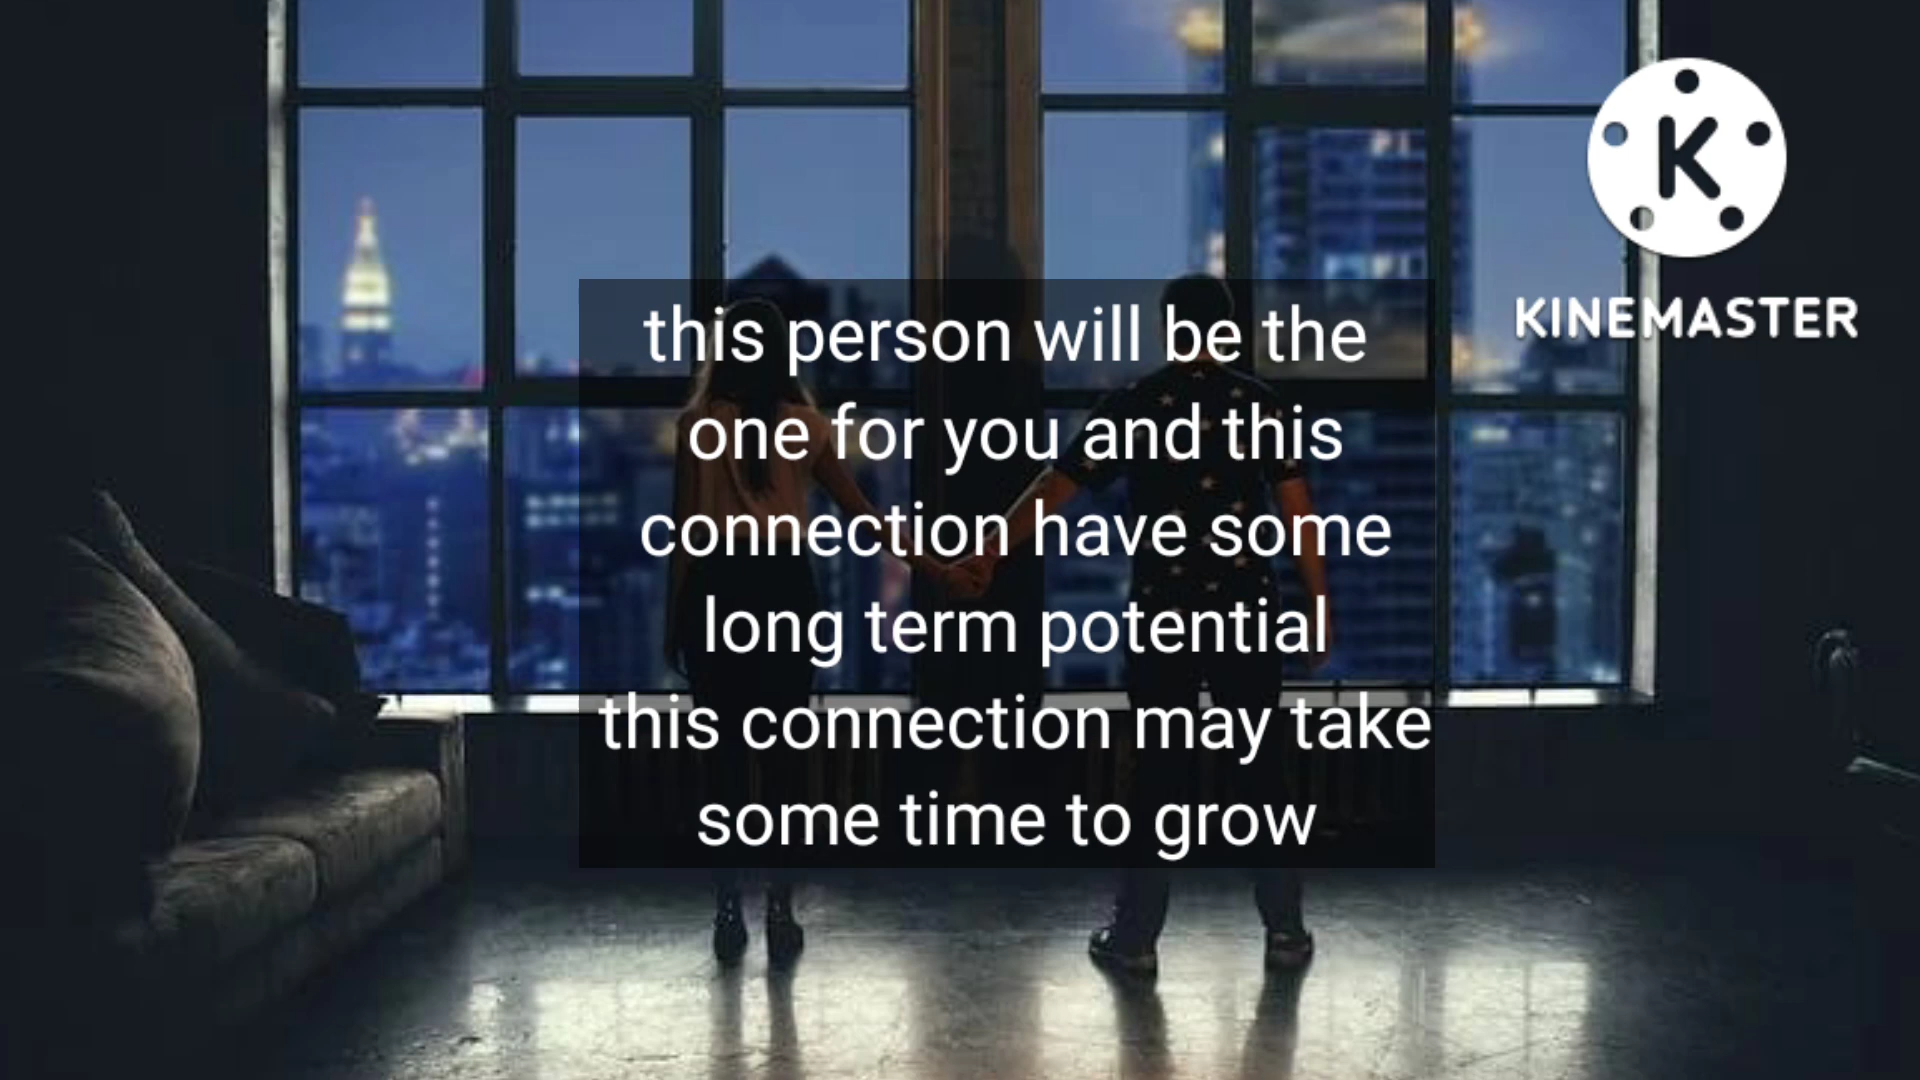 K
KINEMASTER
this person will be the
one for you and this
connection have some
long term potential
this connection may take
some time to grow